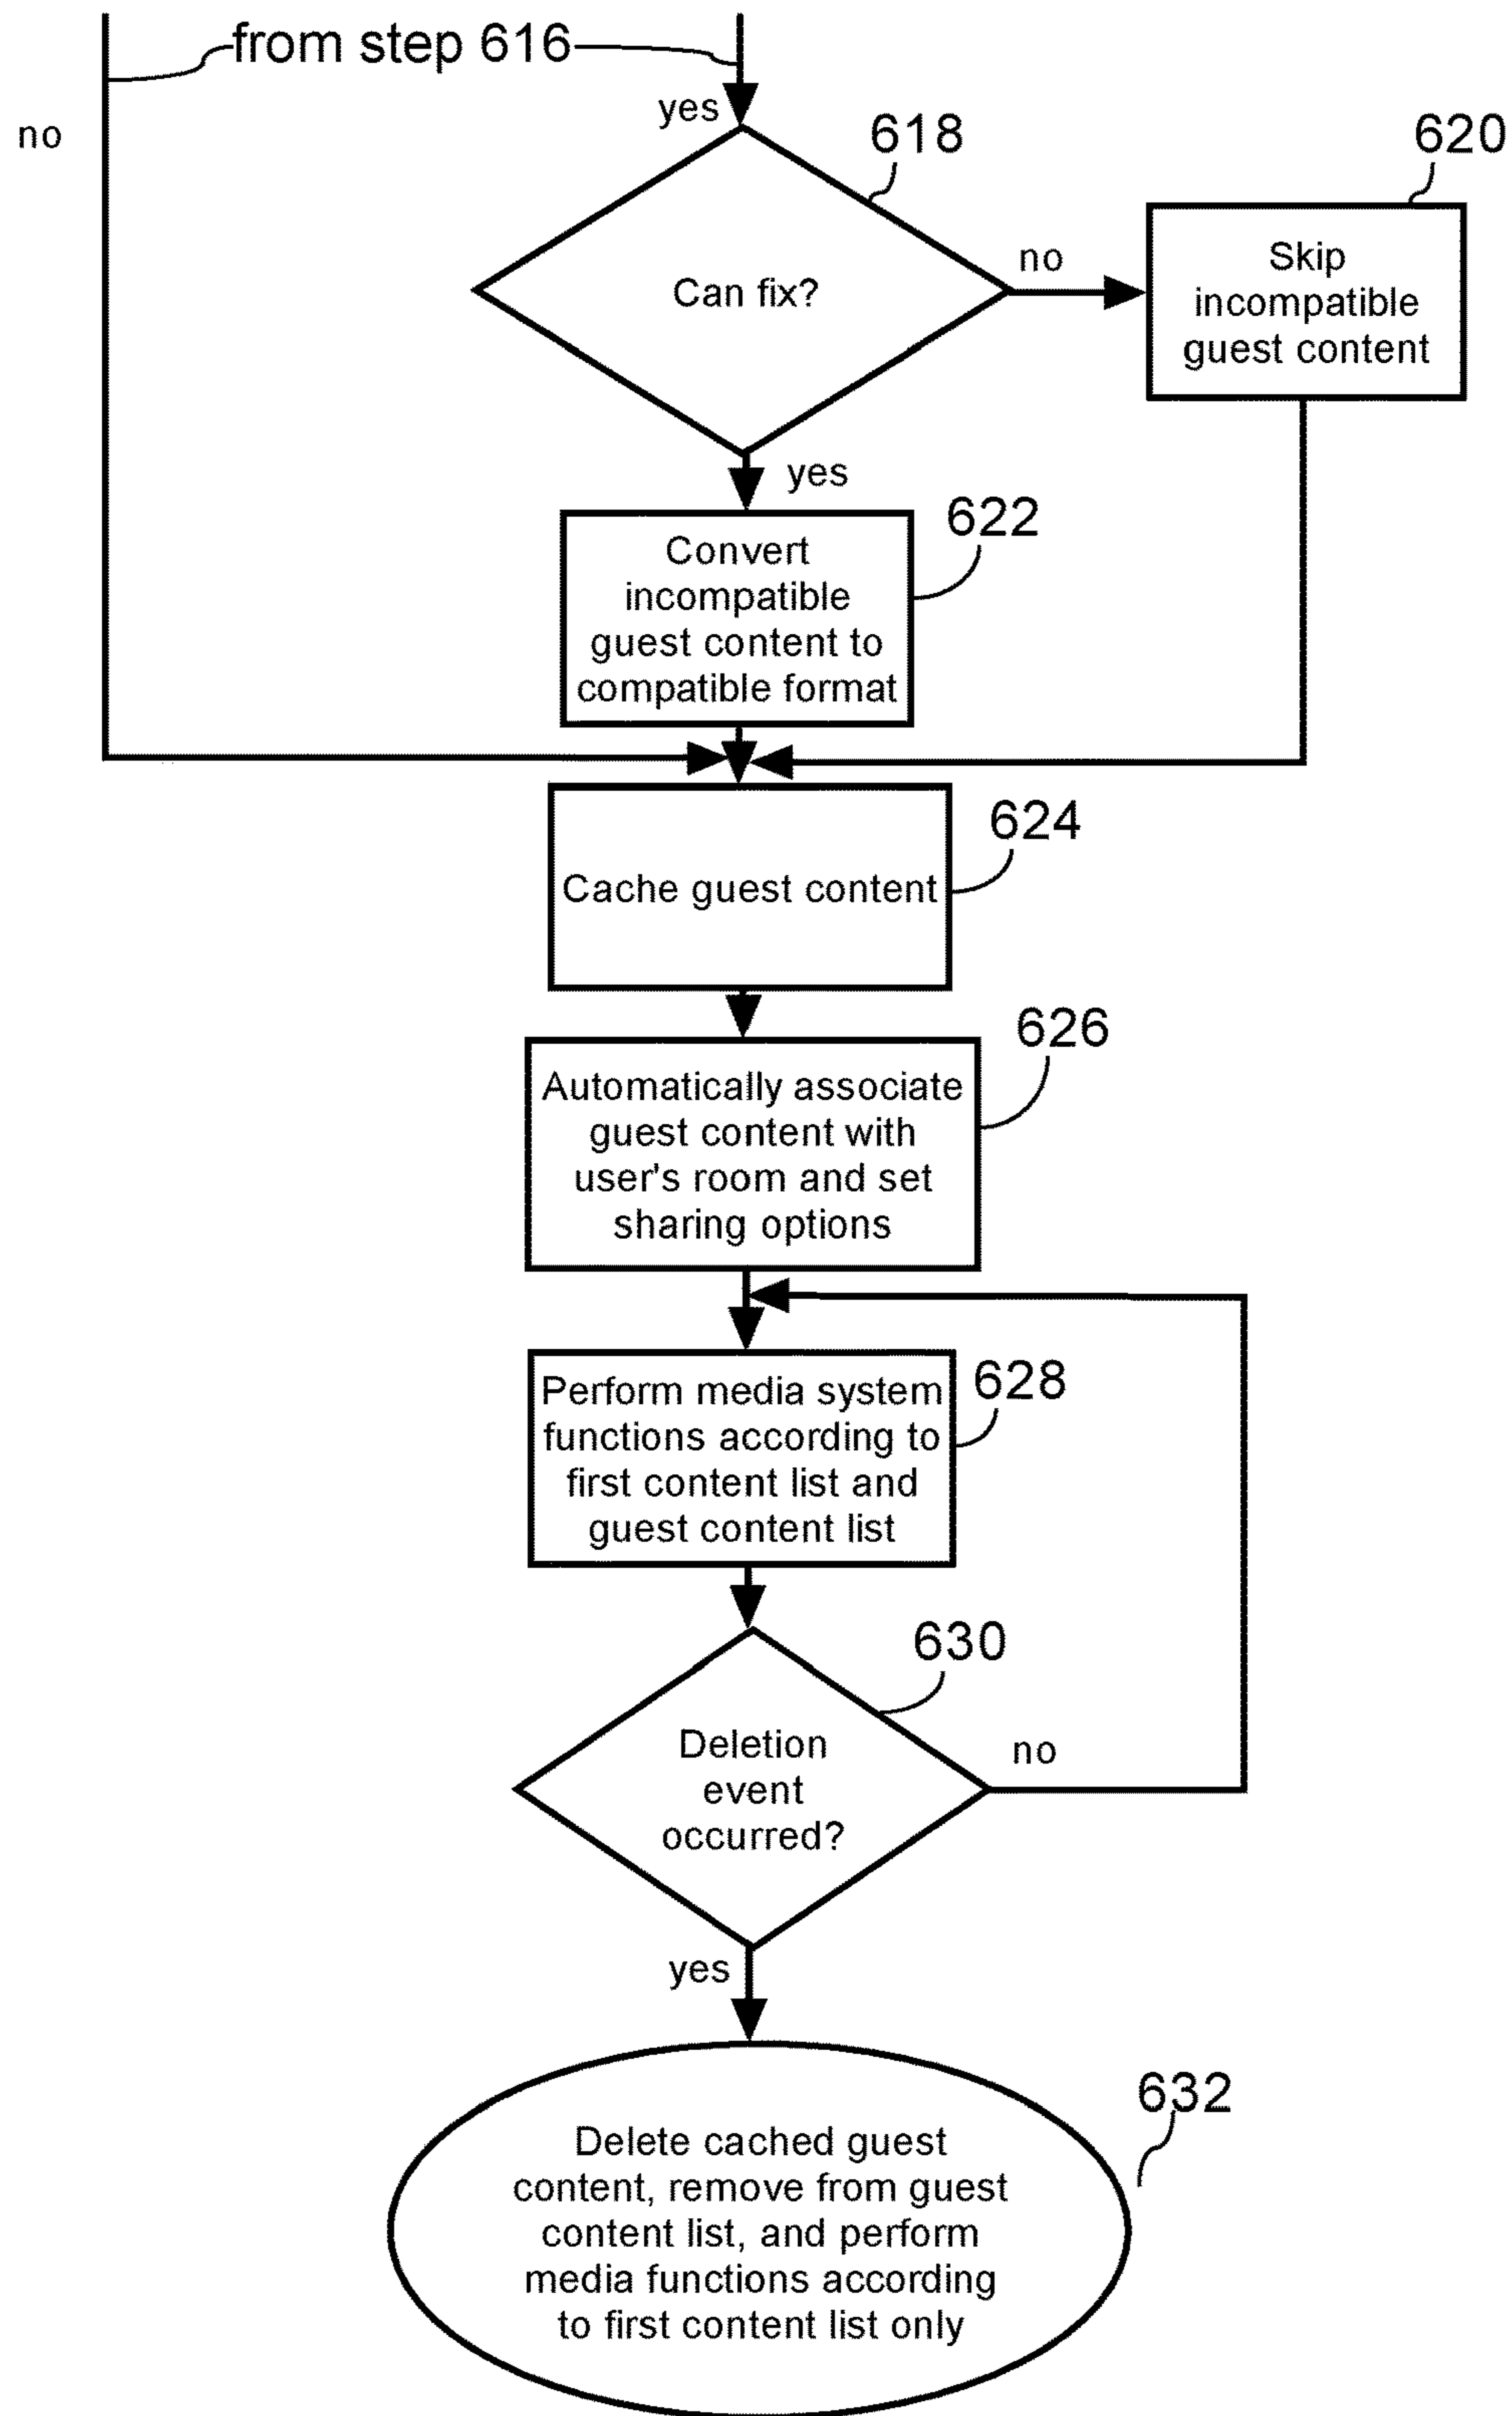 from step 616
no
yes
618
620
Can fix?
no
Skip
incompatible
guest content
yes
622
Convert
incompatible
guest content to
compatible format
624
Cache guest content
626
Automatically associate
guest content with
user's room and set
sharing options
628
Perform media system
functions according to
first content list and
guest content list
630
Deletion
event
occurred?
no
yes
632
Delete cached guest
content, remove from guest
content list, and perform
media functions according
to first content list only